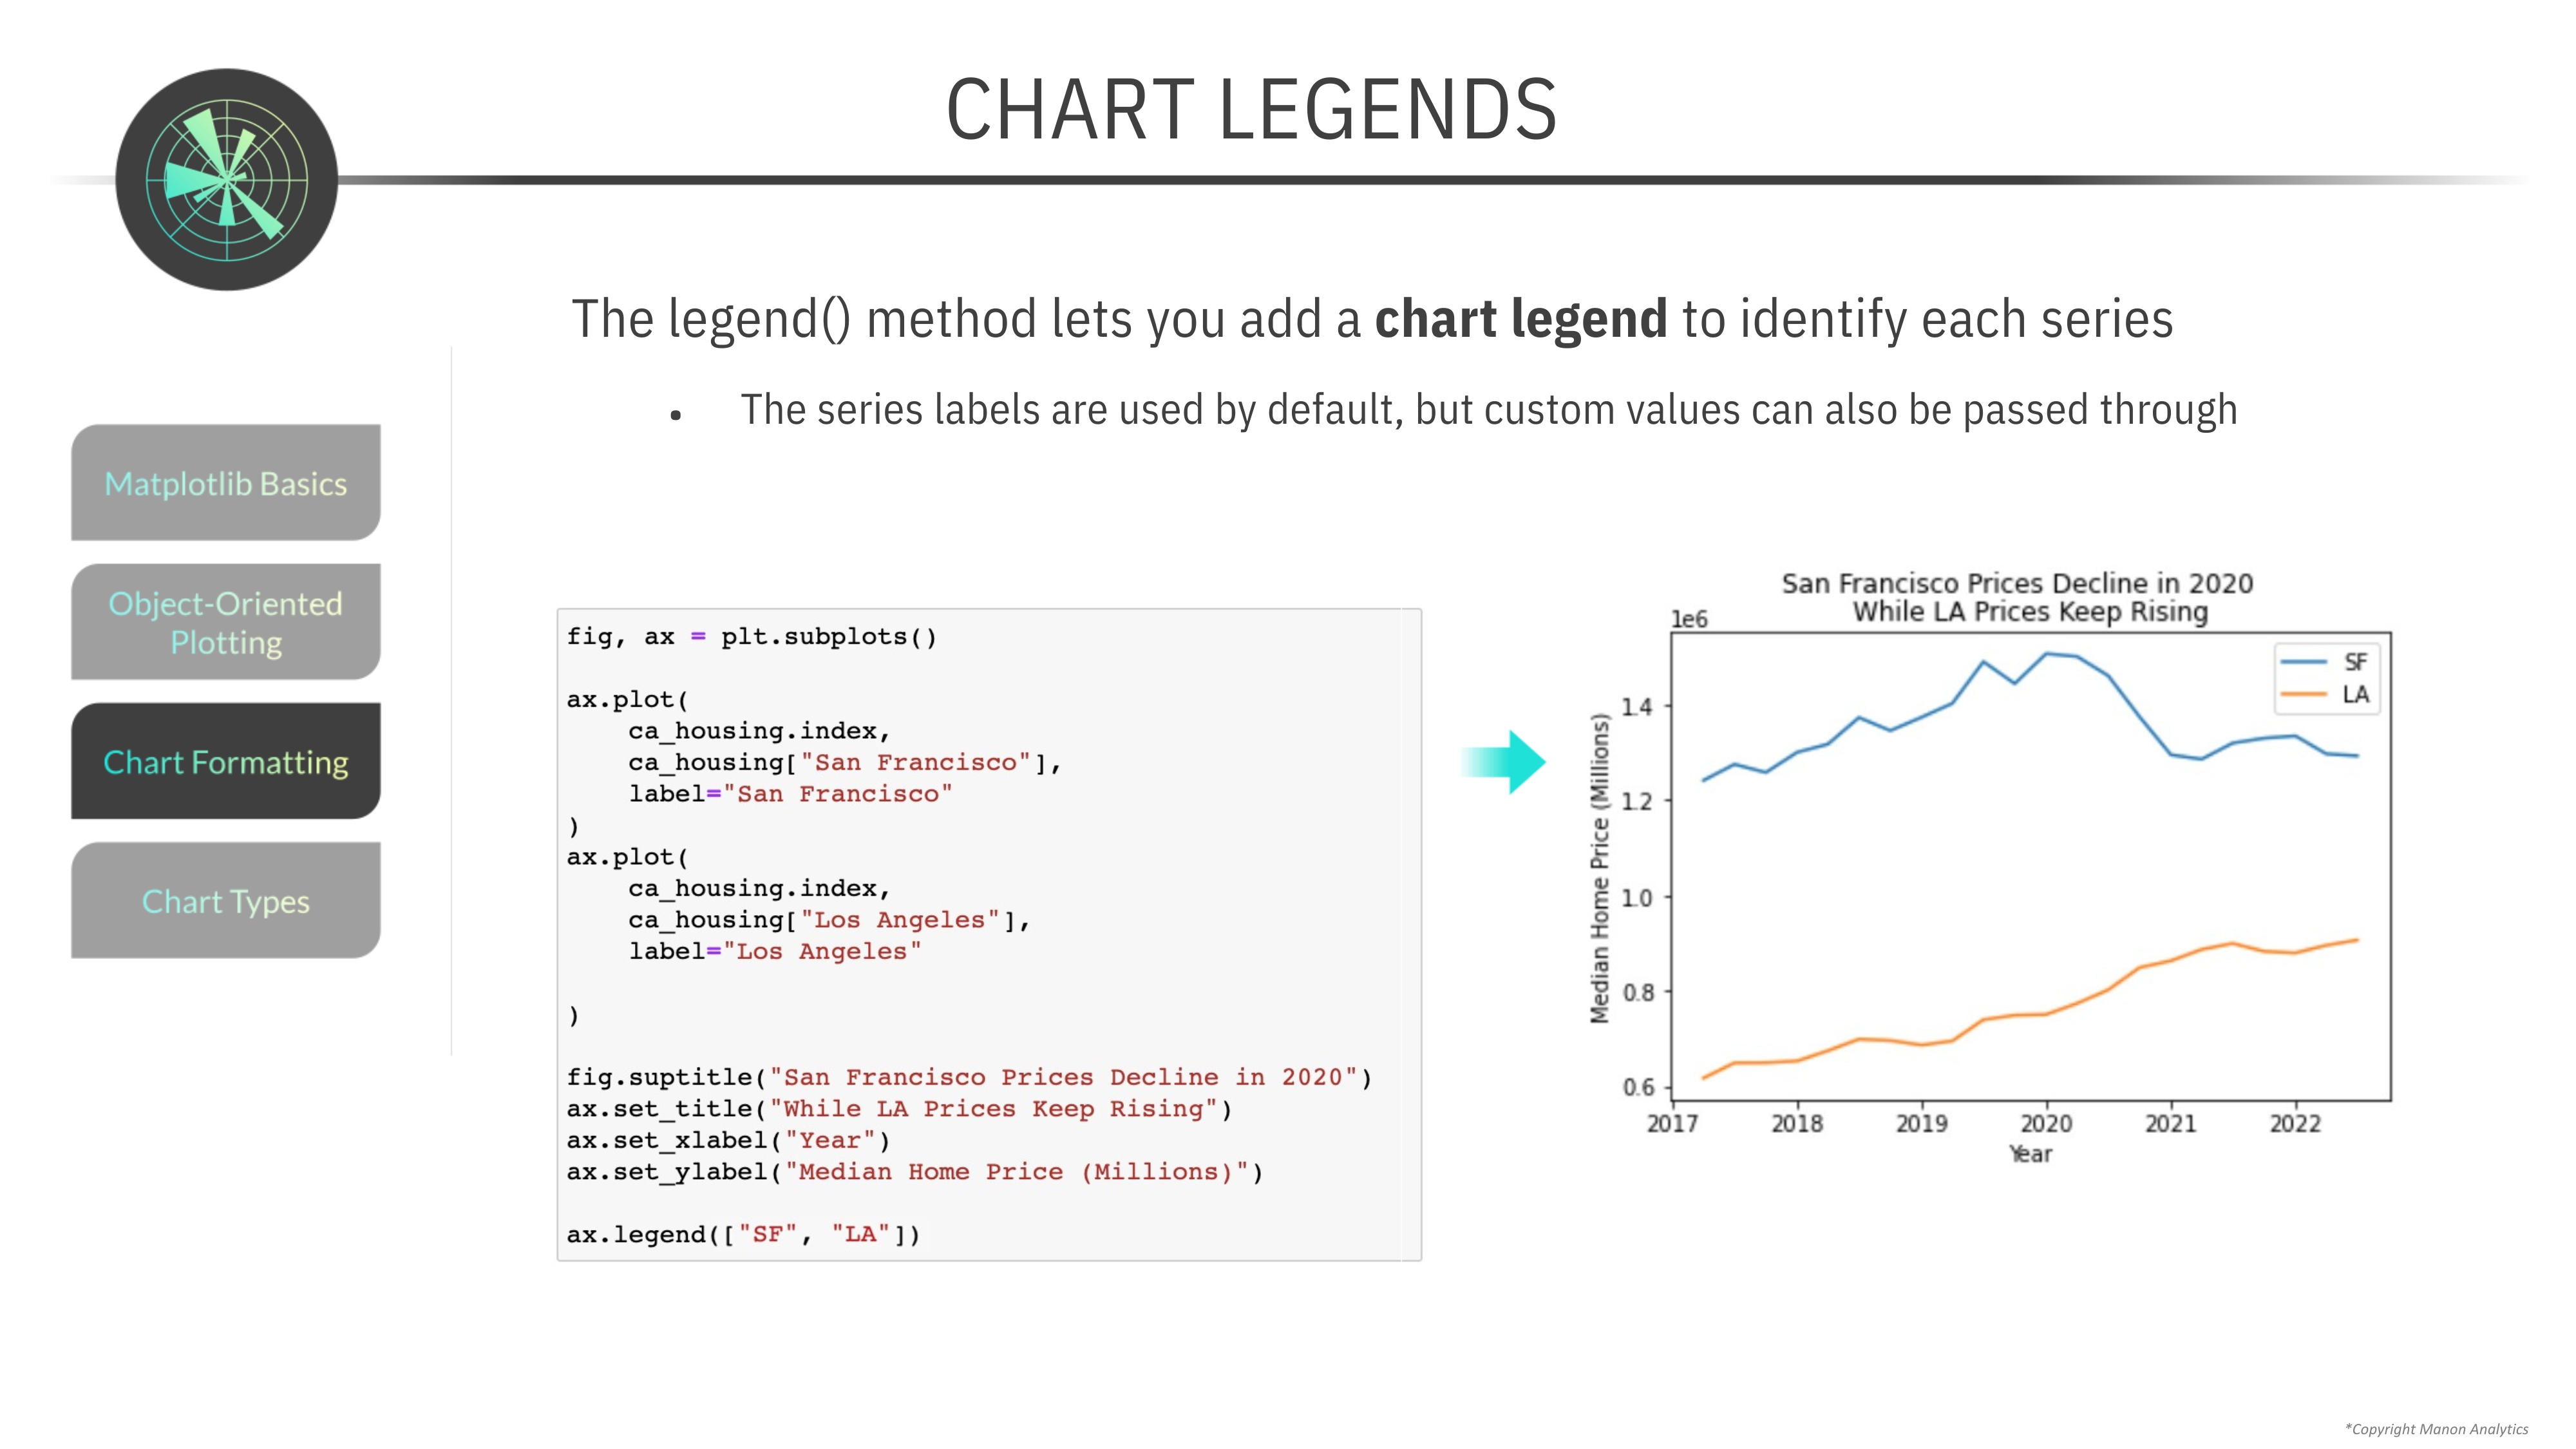 CHART LEGENDS
The legend() method lets you add a chart legend to identify each series
• The series labels are used by default, but custom values can also be passed through
Matplotlib Basics
Object-Oriented
Plotting
Chart Formatting
Chart Types
fig, ax = plt.subplots()
ax.plot(
    ca_housing.index,
    ca_housing["San Francisco"],
    label="San Francisco"
)
ax.plot(
    ca_housing.index,
    ca_housing["Los Angeles"],
    label="Los Angeles"
)
fig.suptitle("San Francisco Prices Decline in 2020")
ax.set_title("While LA Prices Keep Rising")
ax.set_xlabel("Year")
ax.set_ylabel("Median Home Price (Millions)")
ax.legend(["SF", "LA"])
San Francisco Prices Decline in 2020
While LA Prices Keep Rising
1e6
SF
LA
Median Home Price (Millions)
1.4
1.2
1.0
0.8
0.6
2017 2018 2019 2020 2021 2022
Year
*Copyright Manon Analytics